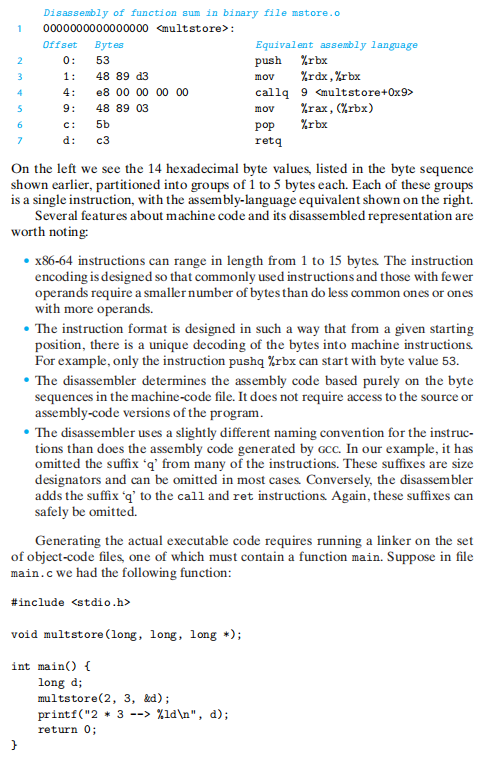 Disassembly of function sum in binary file mstore.o
1 0000000000000000 <multstore>:
Offset Bytes Equivalent assembly language
2 0: 53 push %rbx
3 1: 48 89 d3 mov %rdx,%rbx
4 4: e8 00 00 00 00 callq 9 <multstore+0x9>
5 9: 48 89 03 mov %rax,(%rbx)
6 c: 5b pop %rbx
7 d: c3 retq
On the left we see the 14 hexadecimal byte values, listed in the byte sequence
shown earlier, partitioned into groups of 1 to 5 bytes each. Each of these groups
is a single instruction, with the assembly-language equivalent shown on the right.
Several features about machine code and its disassembled representation are
worth noting:
• x86-64 instructions can range in length from 1 to 15 bytes. The instruction
encoding is designed so that commonly used instructions and those with fewer
operands require a smaller number of bytes than do less common ones or ones
with more operands.
• The instruction format is designed in such a way that from a given starting
position, there is a unique decoding of the bytes into machine instructions.
For example, only the instruction pushq %rbx can start with byte value 53.
• The disassembler determines the assembly code based purely on the byte
sequences in the machine-code file. It does not require access to the source or
assembly-code versions of the program.
• The disassembler uses a slightly different naming convention for the instruc-
tions than does the assembly code generated by GCC. In our example, it has
omitted the suffix ‘q’ from many of the instructions. These suffixes are size
designators and can be omitted in most cases. Conversely, the disassembler
adds the suffix ‘q’ to the call and ret instructions. Again, these suffixes can
safely be omitted.
Generating the actual executable code requires running a linker on the set
of object-code files, one of which must contain a function main. Suppose in file
main.c we had the following function:
#include <stdio.h>
void multstore(long, long, long *);
int main() {
long d;
multstore(2, 3, &d);
printf("2 * 3 --> %ld\n", d);
return 0;
}